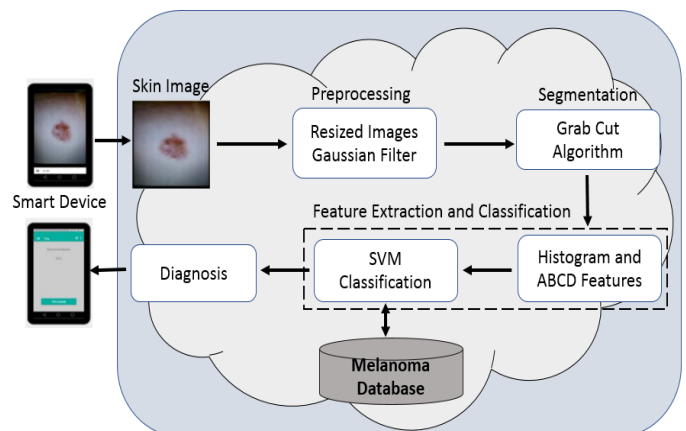 Skin Image
Preprocessing
Segmentation
Resized Images
Gaussian Filter
Grab Cut
Algorithm
Smart Device
Feature Extraction and Classification
Histogram and
ABCD Features
SVM
Classification
Diagnosis
Melanoma
Database